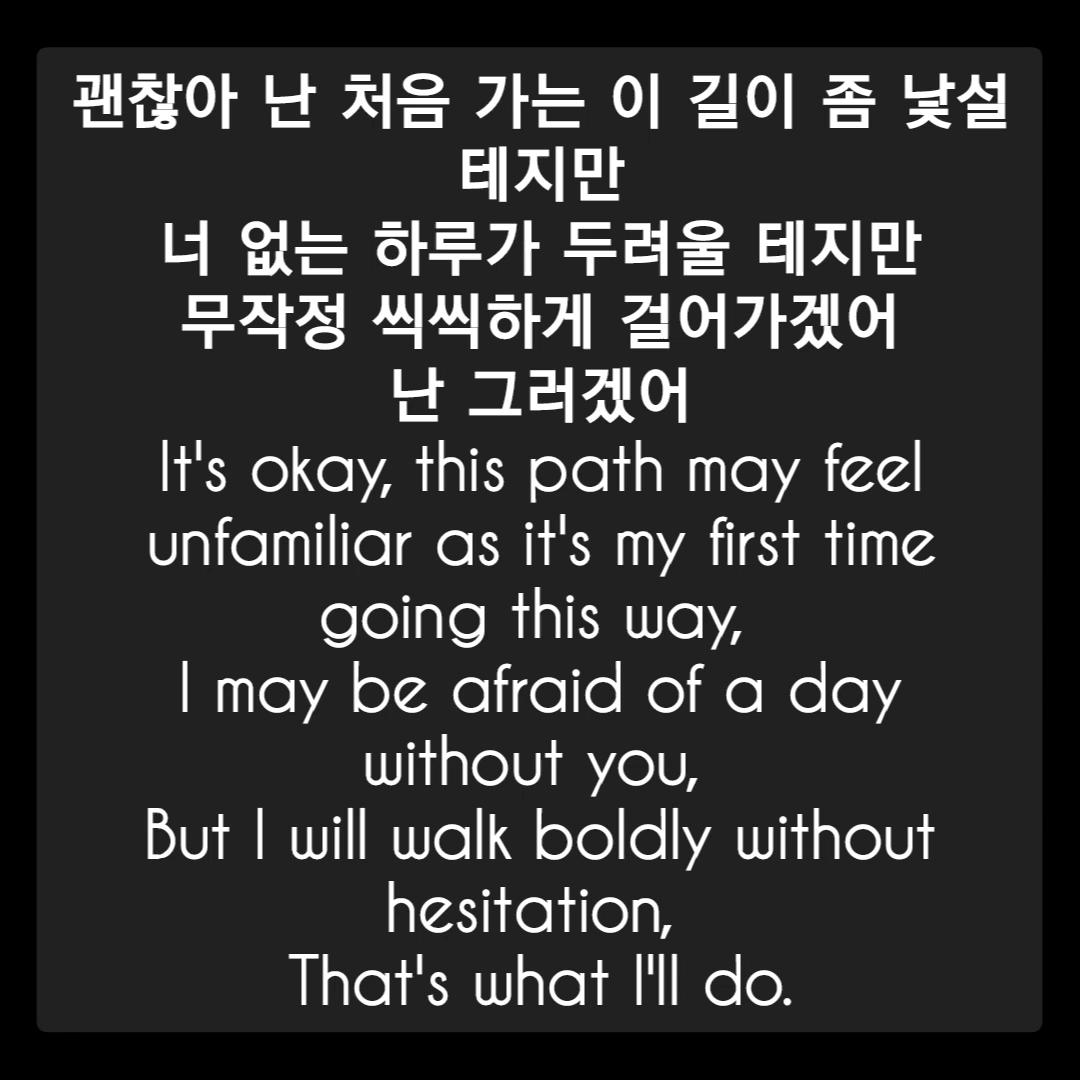 괜찮아 난 처음 가는 이 길이 좀 낯설
테지만
너 없는 하루가 두려울 테지만
무작정 씩씩하게 걸어가겠어
난 그러겠어
It's okay, this path may feel
unfamiliar as it's my first time
going this way,
I may be afraid of a day
without you,
But I will walk boldly without
hesitation,
That's what I'll do.